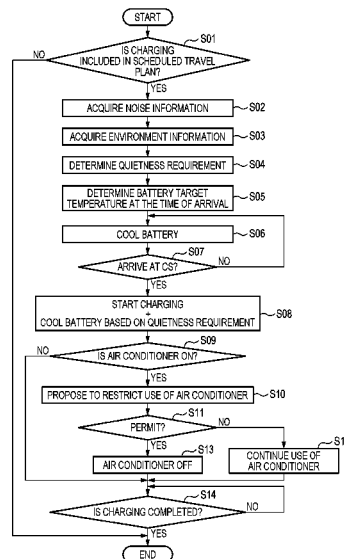 START
S01
IS CHARGING
INCLUDED IN SCHEDULED TRAVEL
PLAN?
NO
YES
ACQUIRE NOISE INFORMATION
S02
ACQUIRE ENVIRONMENT INFORMATION
S03
DETERMINE QUIETNESS REQUIREMENT
S04
DETERMINE BATTERY TARGET
TEMPERATURE AT THE TIME OF ARRIVAL
S05
COOL BATTERY
S06
S07
ARRIVE AT CS?
NO
YES
START CHARGING
+
COOL BATTERY BASED ON QUIETNESS REQUIREMENT
S08
S09
NO
IS AIR CONDITIONER ON?
YES
PROPOSE TO RESTRICT USE OF AIR CONDITIONER
S10
S11
PERMIT?
NO
YES
S13
AIR CONDITIONER OFF
S1
CONTINUE USE OF
AIR CONDITIONER
S14
IS CHARGING COMPLETED?
NO
YES
END